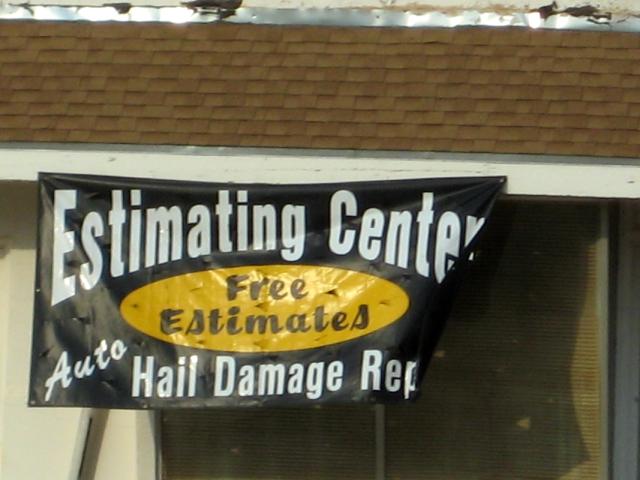 Estimating Center
Free
Estimates
Auto Hail Damage Rep